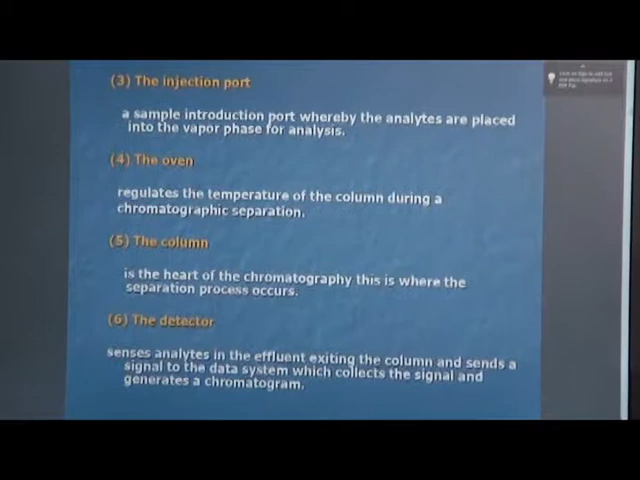 (3) The injection port
a sample introduction port whereby the analytes are placed
into the vapor phase for analysis.
(4) The oven
regulates the temperature of the column during a
chromatographic separation.
(5) The column
is the heart of the chromatography this is where the
separation process occurs.
(6) The detector
senses analytes in the effluent exiting the column and sends a
signal to the data system which collects the signal and
generates a chromatogram.